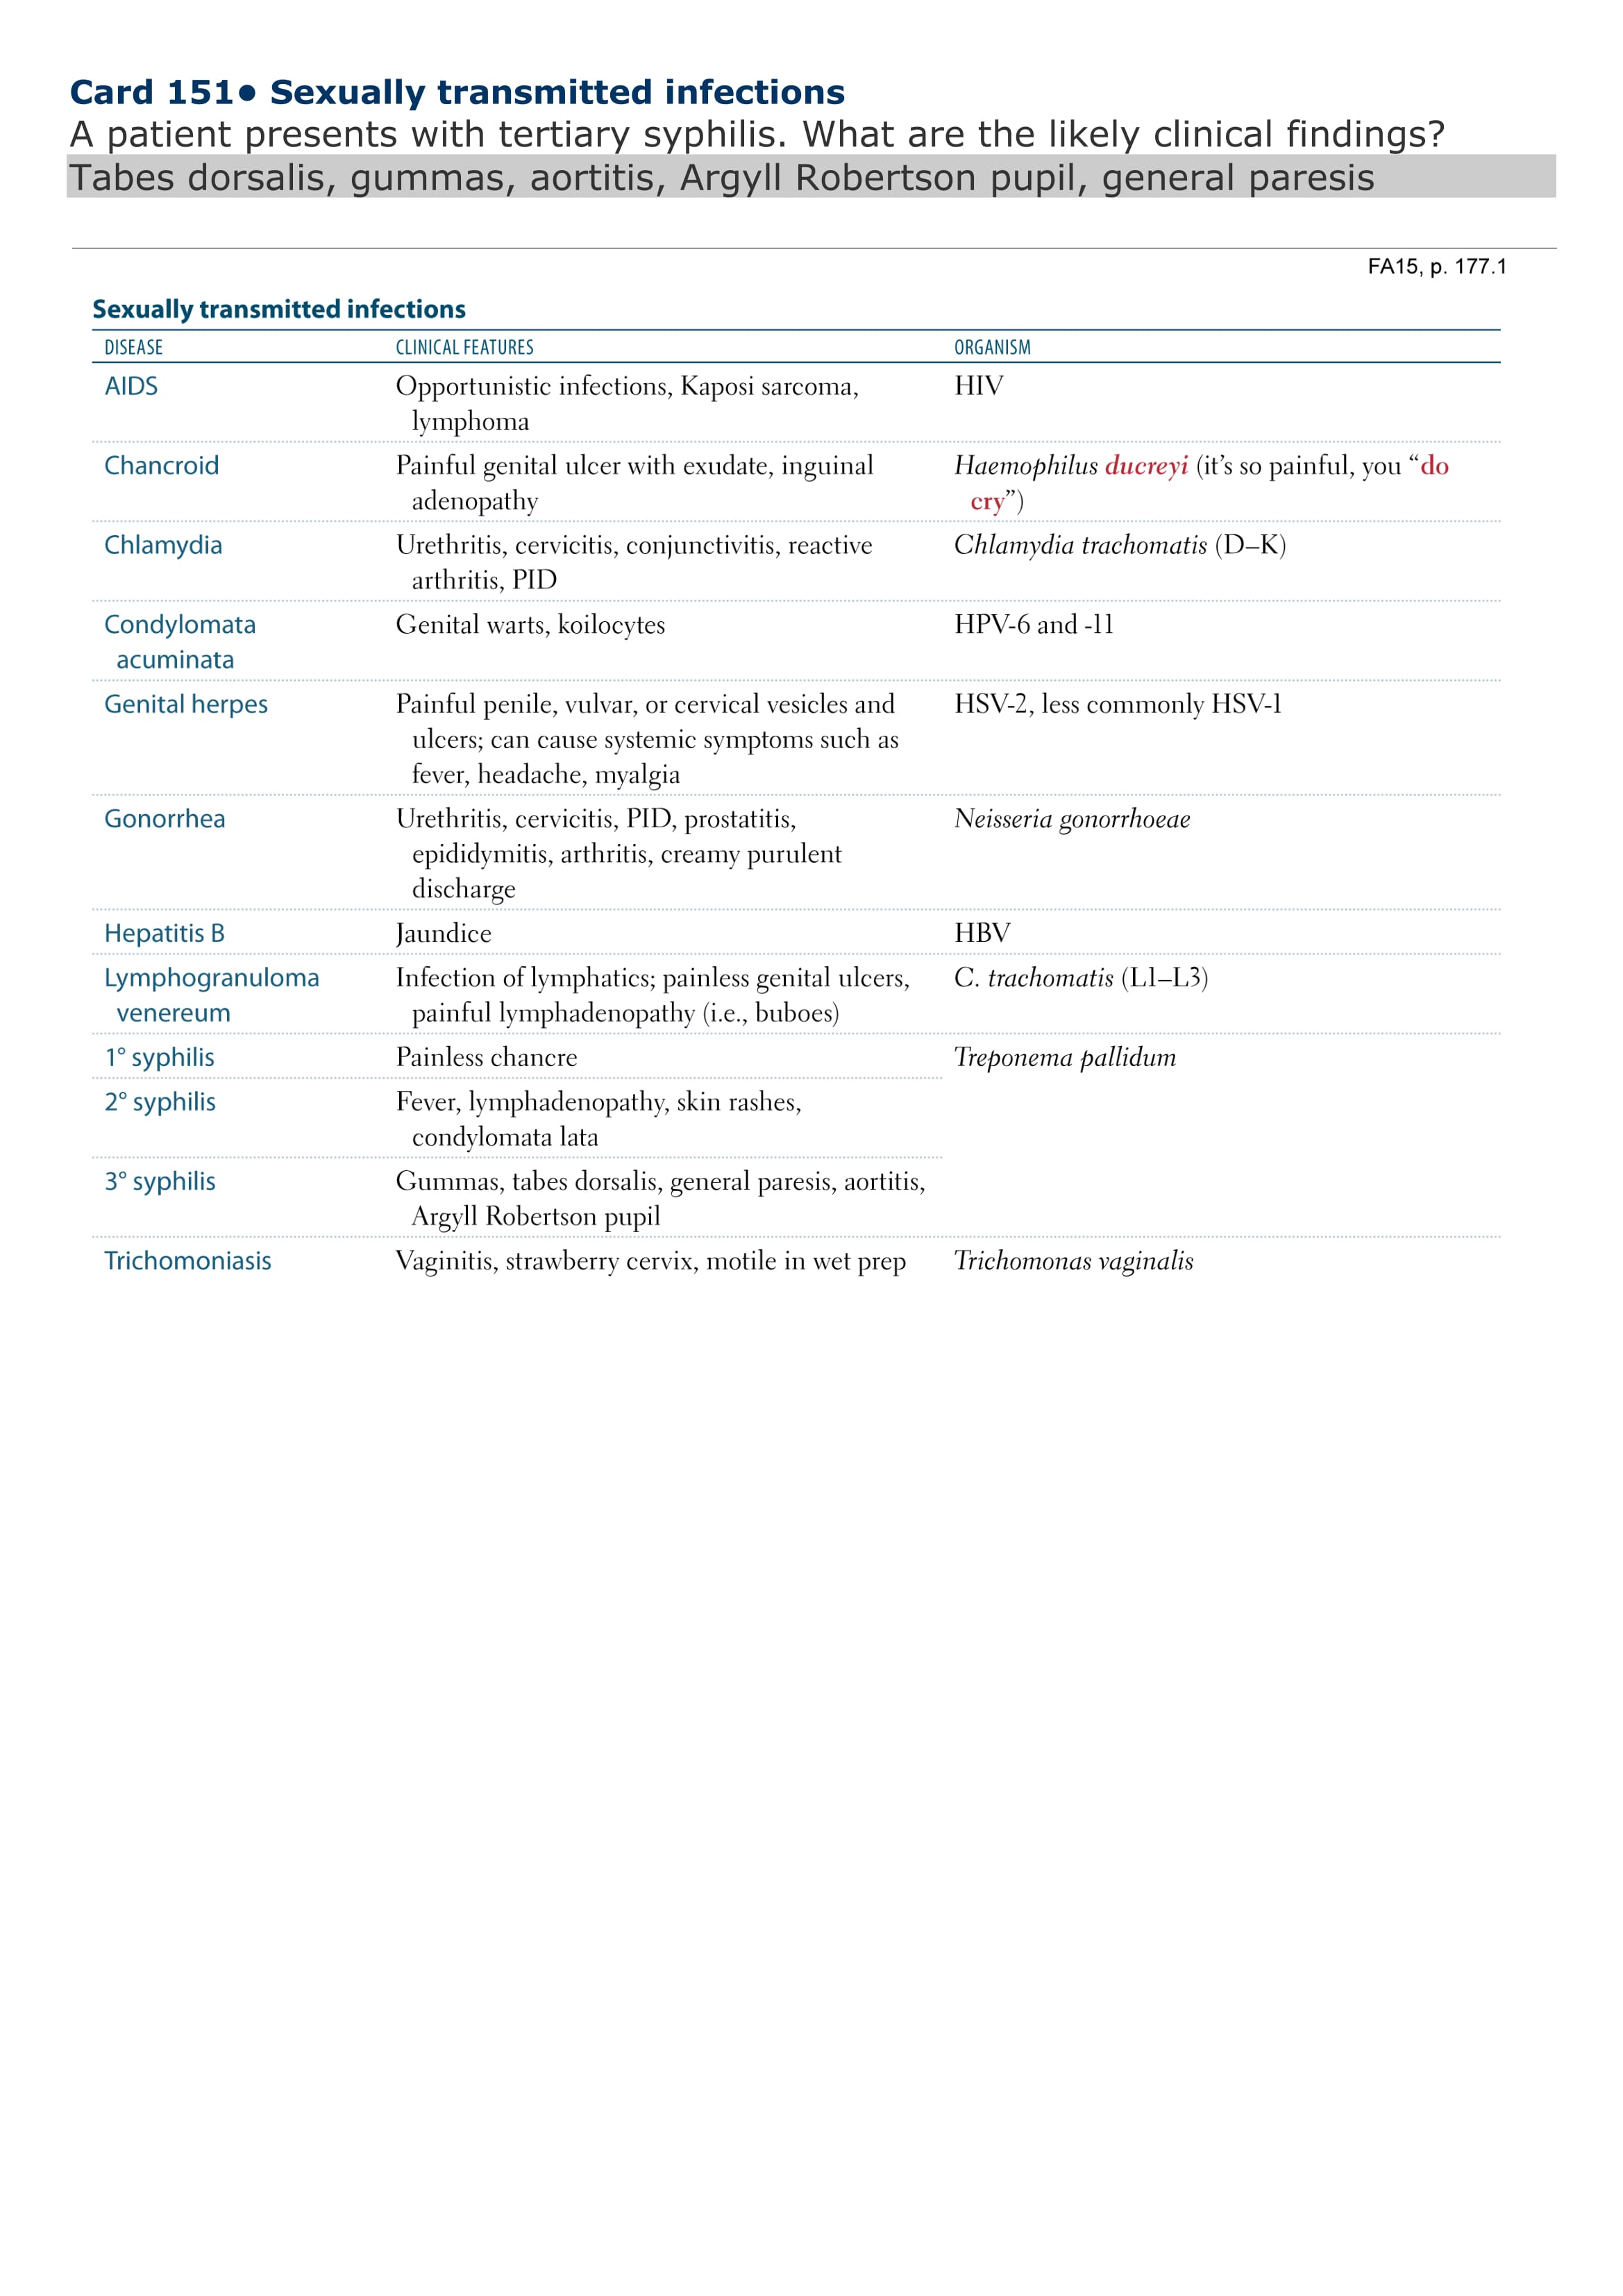 Card 151• Sexually transmitted infections
A patient presents with tertiary syphilis. What are the likely clinical findings?
Tabes dorsalis, gummas, aortitis, Argyll Robertson pupil, general paresis
FA15, p. 177.1
Sexually transmitted infections
DISEASE CLINICAL FEATURES ORGANISM
AIDS Opportunistic infections, Kaposi sarcoma, HIV
lymphoma
Chancroid Painful genital ulcer with exudate, inguinal Haemophilus ducreyi (it’s so painful, you “do
adenopathy cry”)
Chlamydia Urethritis, cervicitis, conjunctivitis, reactive Chlamydia trachomatis (D–K)
arthritis, PID
Condylomata Genital warts, koilocytes HPV-6 and -11
acuminata
Genital herpes Painful penile, vulvar, or cervical vesicles and HSV-2, less commonly HSV-1
ulcers; can cause systemic symptoms such as
fever, headache, myalgia
Gonorrhea Urethritis, cervicitis, PID, prostatitis, Neisseria gonorrhoeae
epididymitis, arthritis, creamy purulent
discharge
Hepatitis B Jaundice HBV
Lymphogranuloma Infection of lymphatics; painless genital ulcers, C. trachomatis (L1–L3)
venereum painful lymphadenopathy (i.e., buboes)
1° syphilis Painless chancre Treponema pallidum
2° syphilis Fever, lymphadenopathy, skin rashes,
condylomata lata
3° syphilis Gummas, tabes dorsalis, general paresis, aortitis,
Argyll Robertson pupil
Trichomoniasis Vaginitis, strawberry cervix, motile in wet prep Trichomonas vaginalis